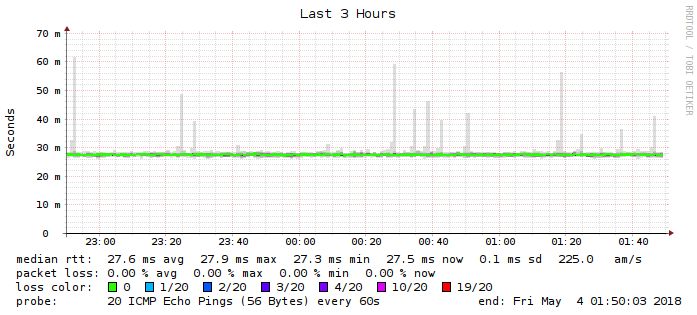 Last 3 Hours
RRDTOOL / TOBI OETIKER
Seconds
70 m
60 m
50 m
40 m
30 m
20 m
10 m
0
23:00 23:20 23:40 00:00 00:20 00:40 01:00 01:20 01:40
median rtt: 27.6 ms avg 27.9 ms max 27.3 ms min 27.5 ms now 0.1 ms sd 225.0 am/s
packet loss: 0.00 % avg 0.00 % max 0.00 % min 0.00 % now
loss color: 0 1/20 2/20 3/20 4/20 10/20 19/20
probe: 20 ICMP Echo Pings (56 Bytes) every 60s end: Fri May 4 01:50:03 2018